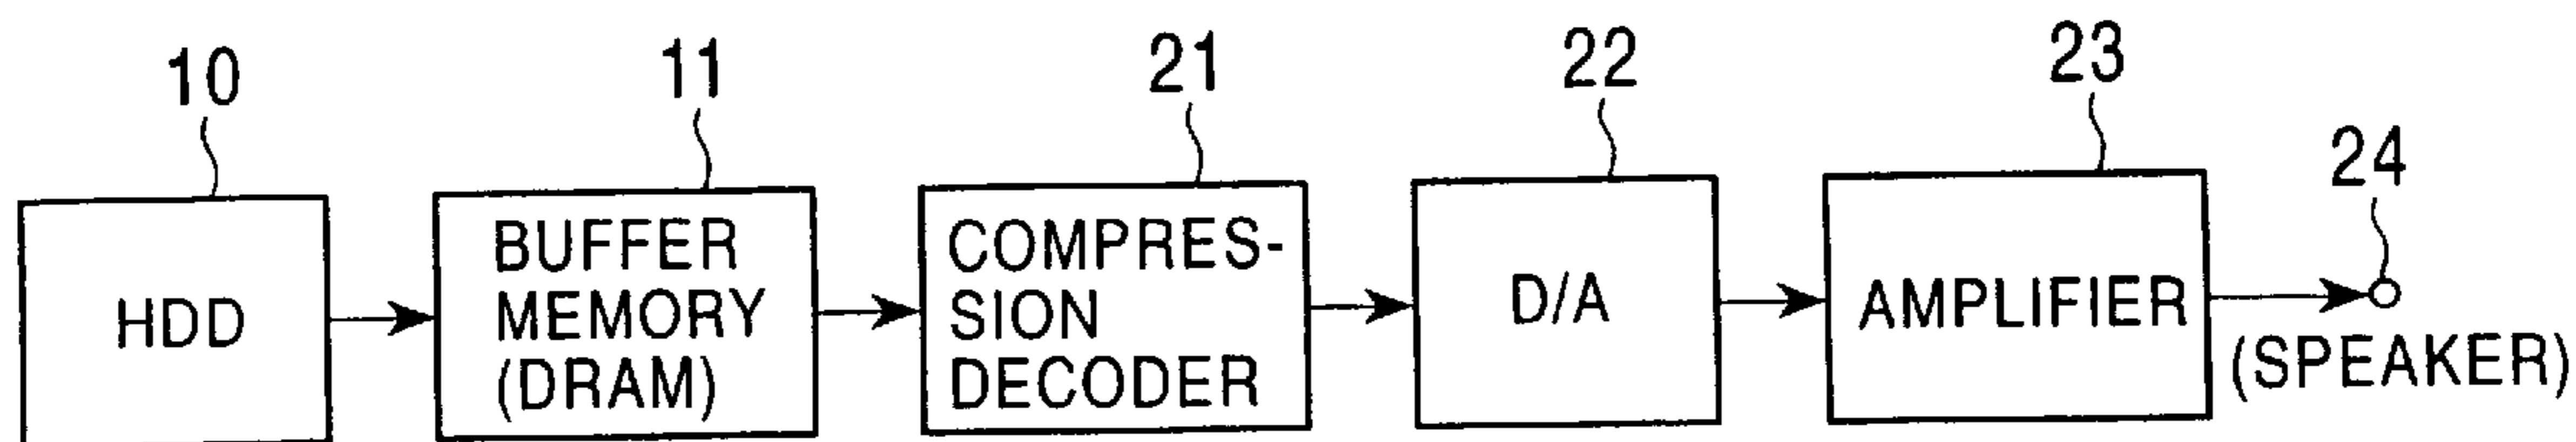 10
11
21
22
23
24
HDD
BUFFER
MEMORY
(DRAM)
COMPRES-
SION
DECODER
D/A
AMPLIFIER
(SPEAKER)